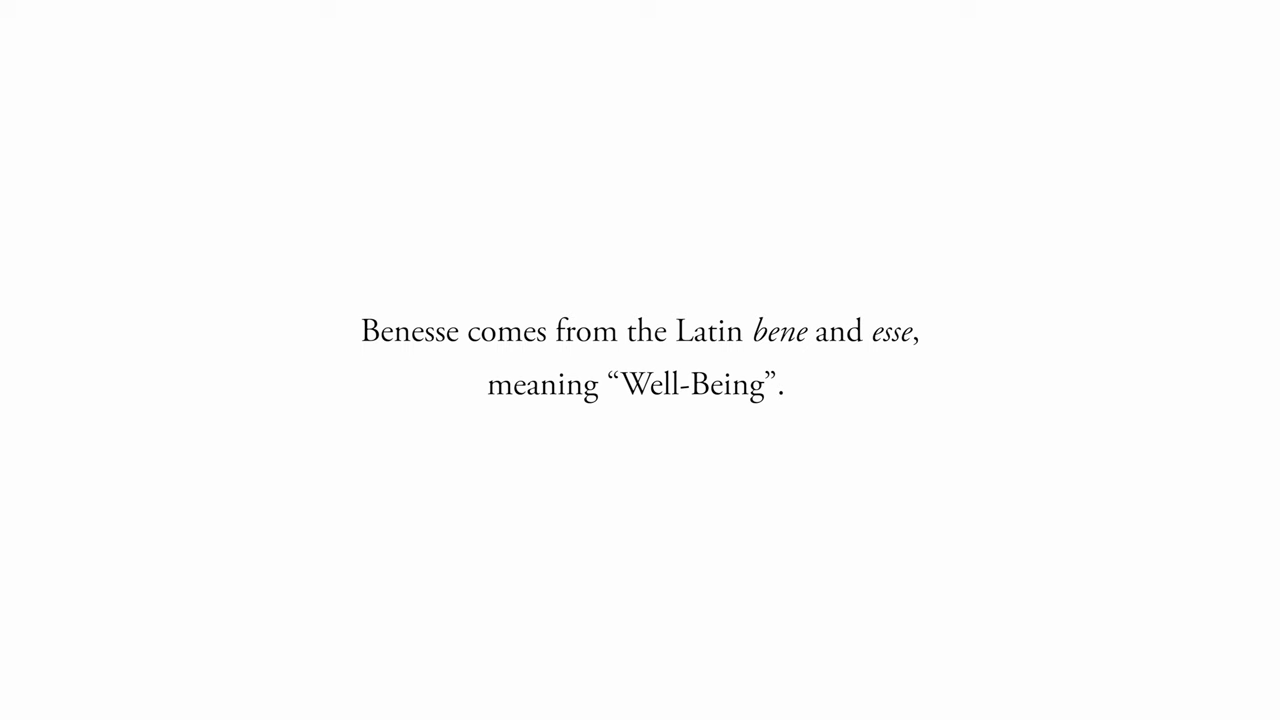 Benesse comes from the Latin bene and esse,
meaning “Well-Being”.